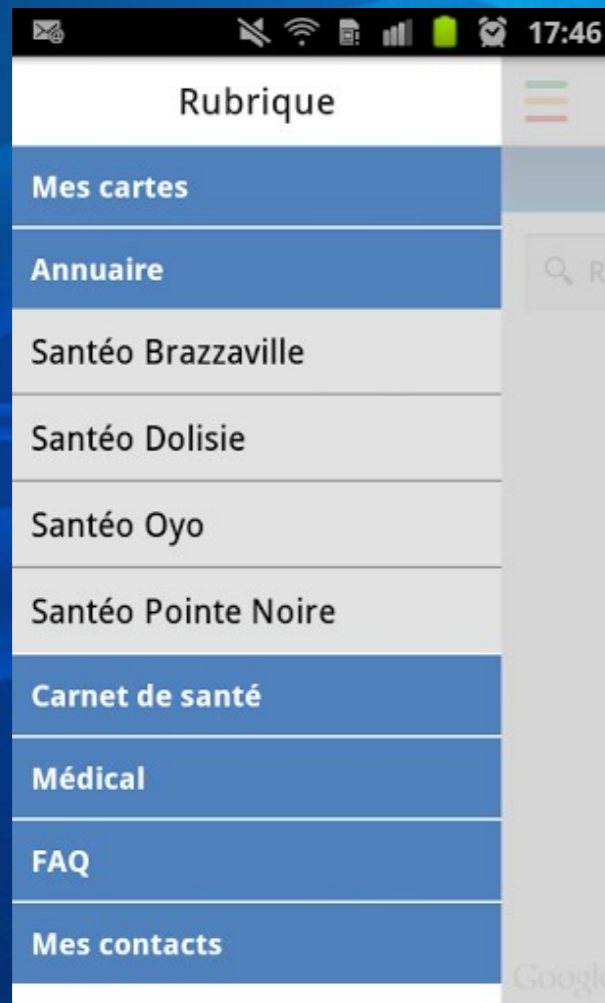 17:46
Rubrique
Mes cartes
Annuaire
R
Santéo Brazzaville
Santéo Dolisie
Santéo Oyo
Santéo Pointe Noire
Carnet de santé
Médical
FAQ
Mes contacts
Google